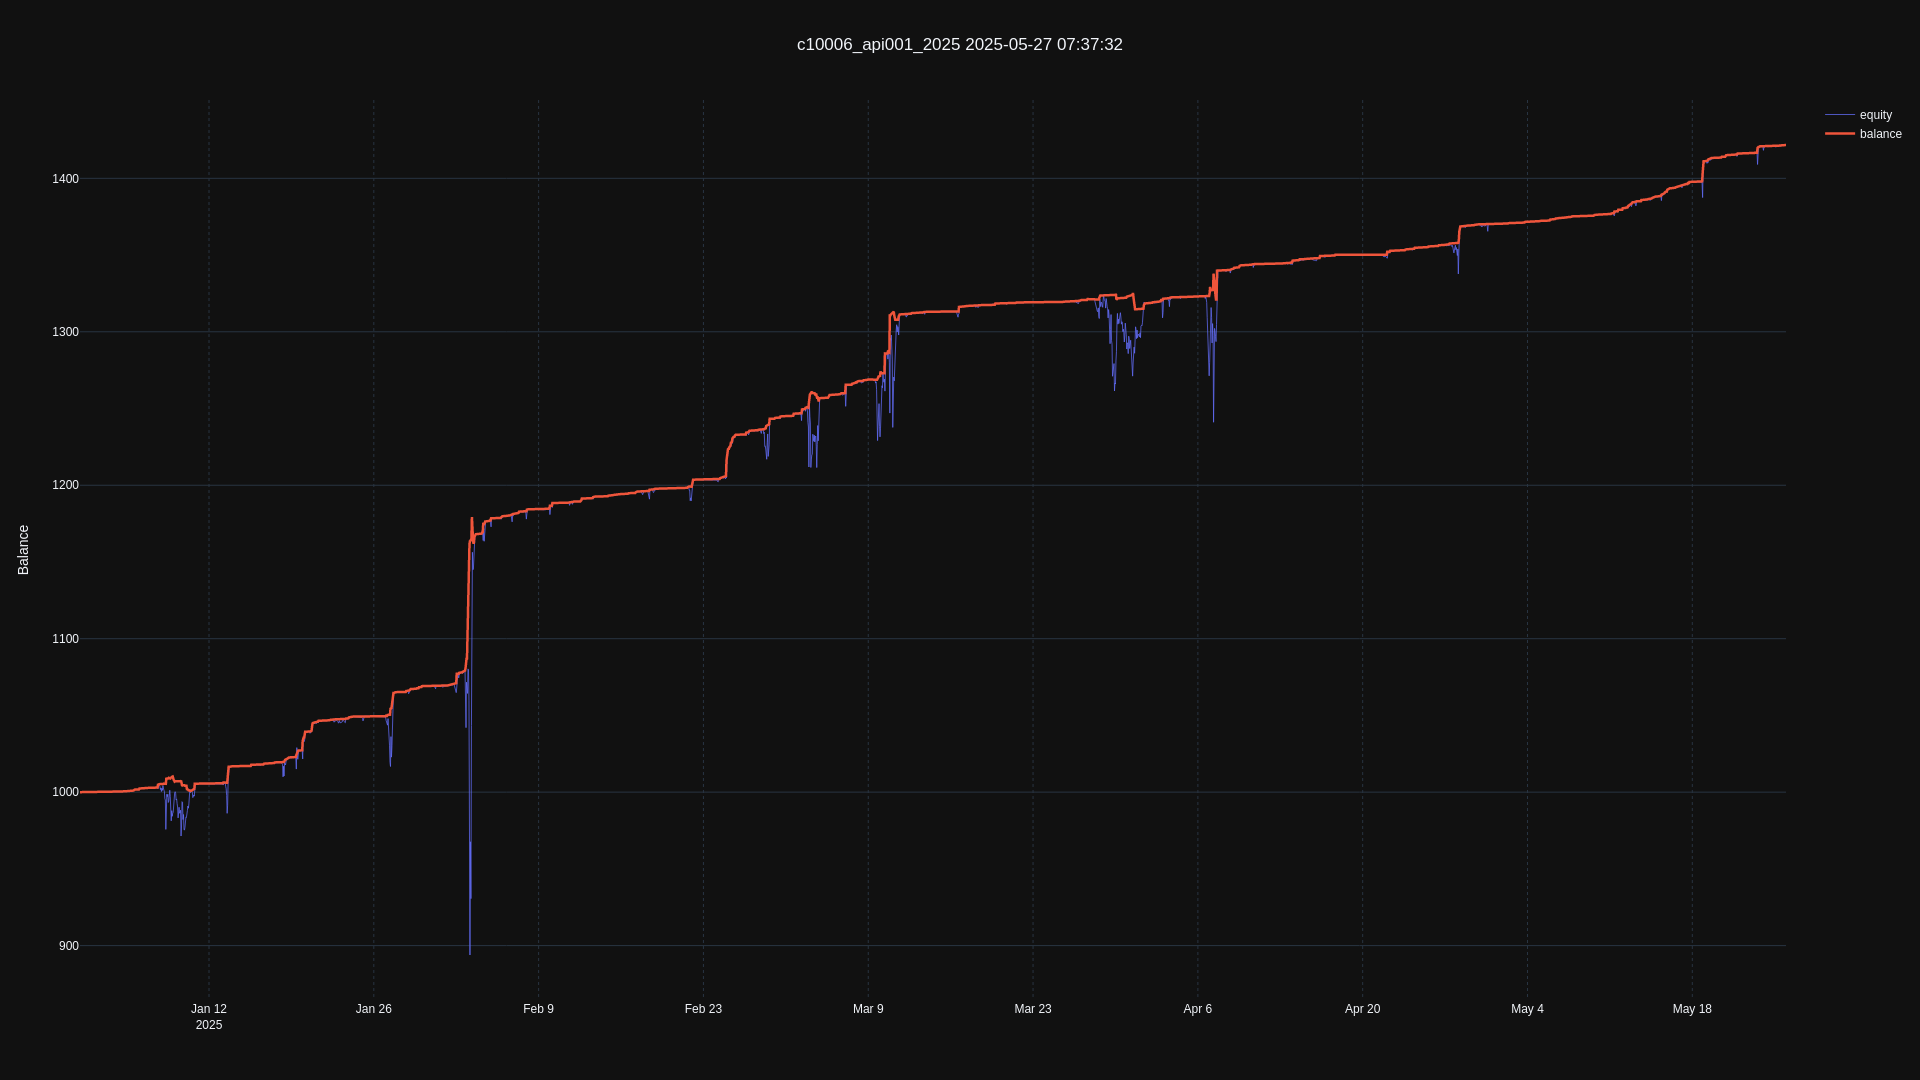 c10006_api001_2025 2025-05-27 07:37:32
equity
balance
1400
1300
1200
1100
1000
900
Balance
Jan 12
2025
Jan 26
Feb 9
Feb 23
Mar 9
Mar 23
Apr 6
Apr 20
May 4
May 18